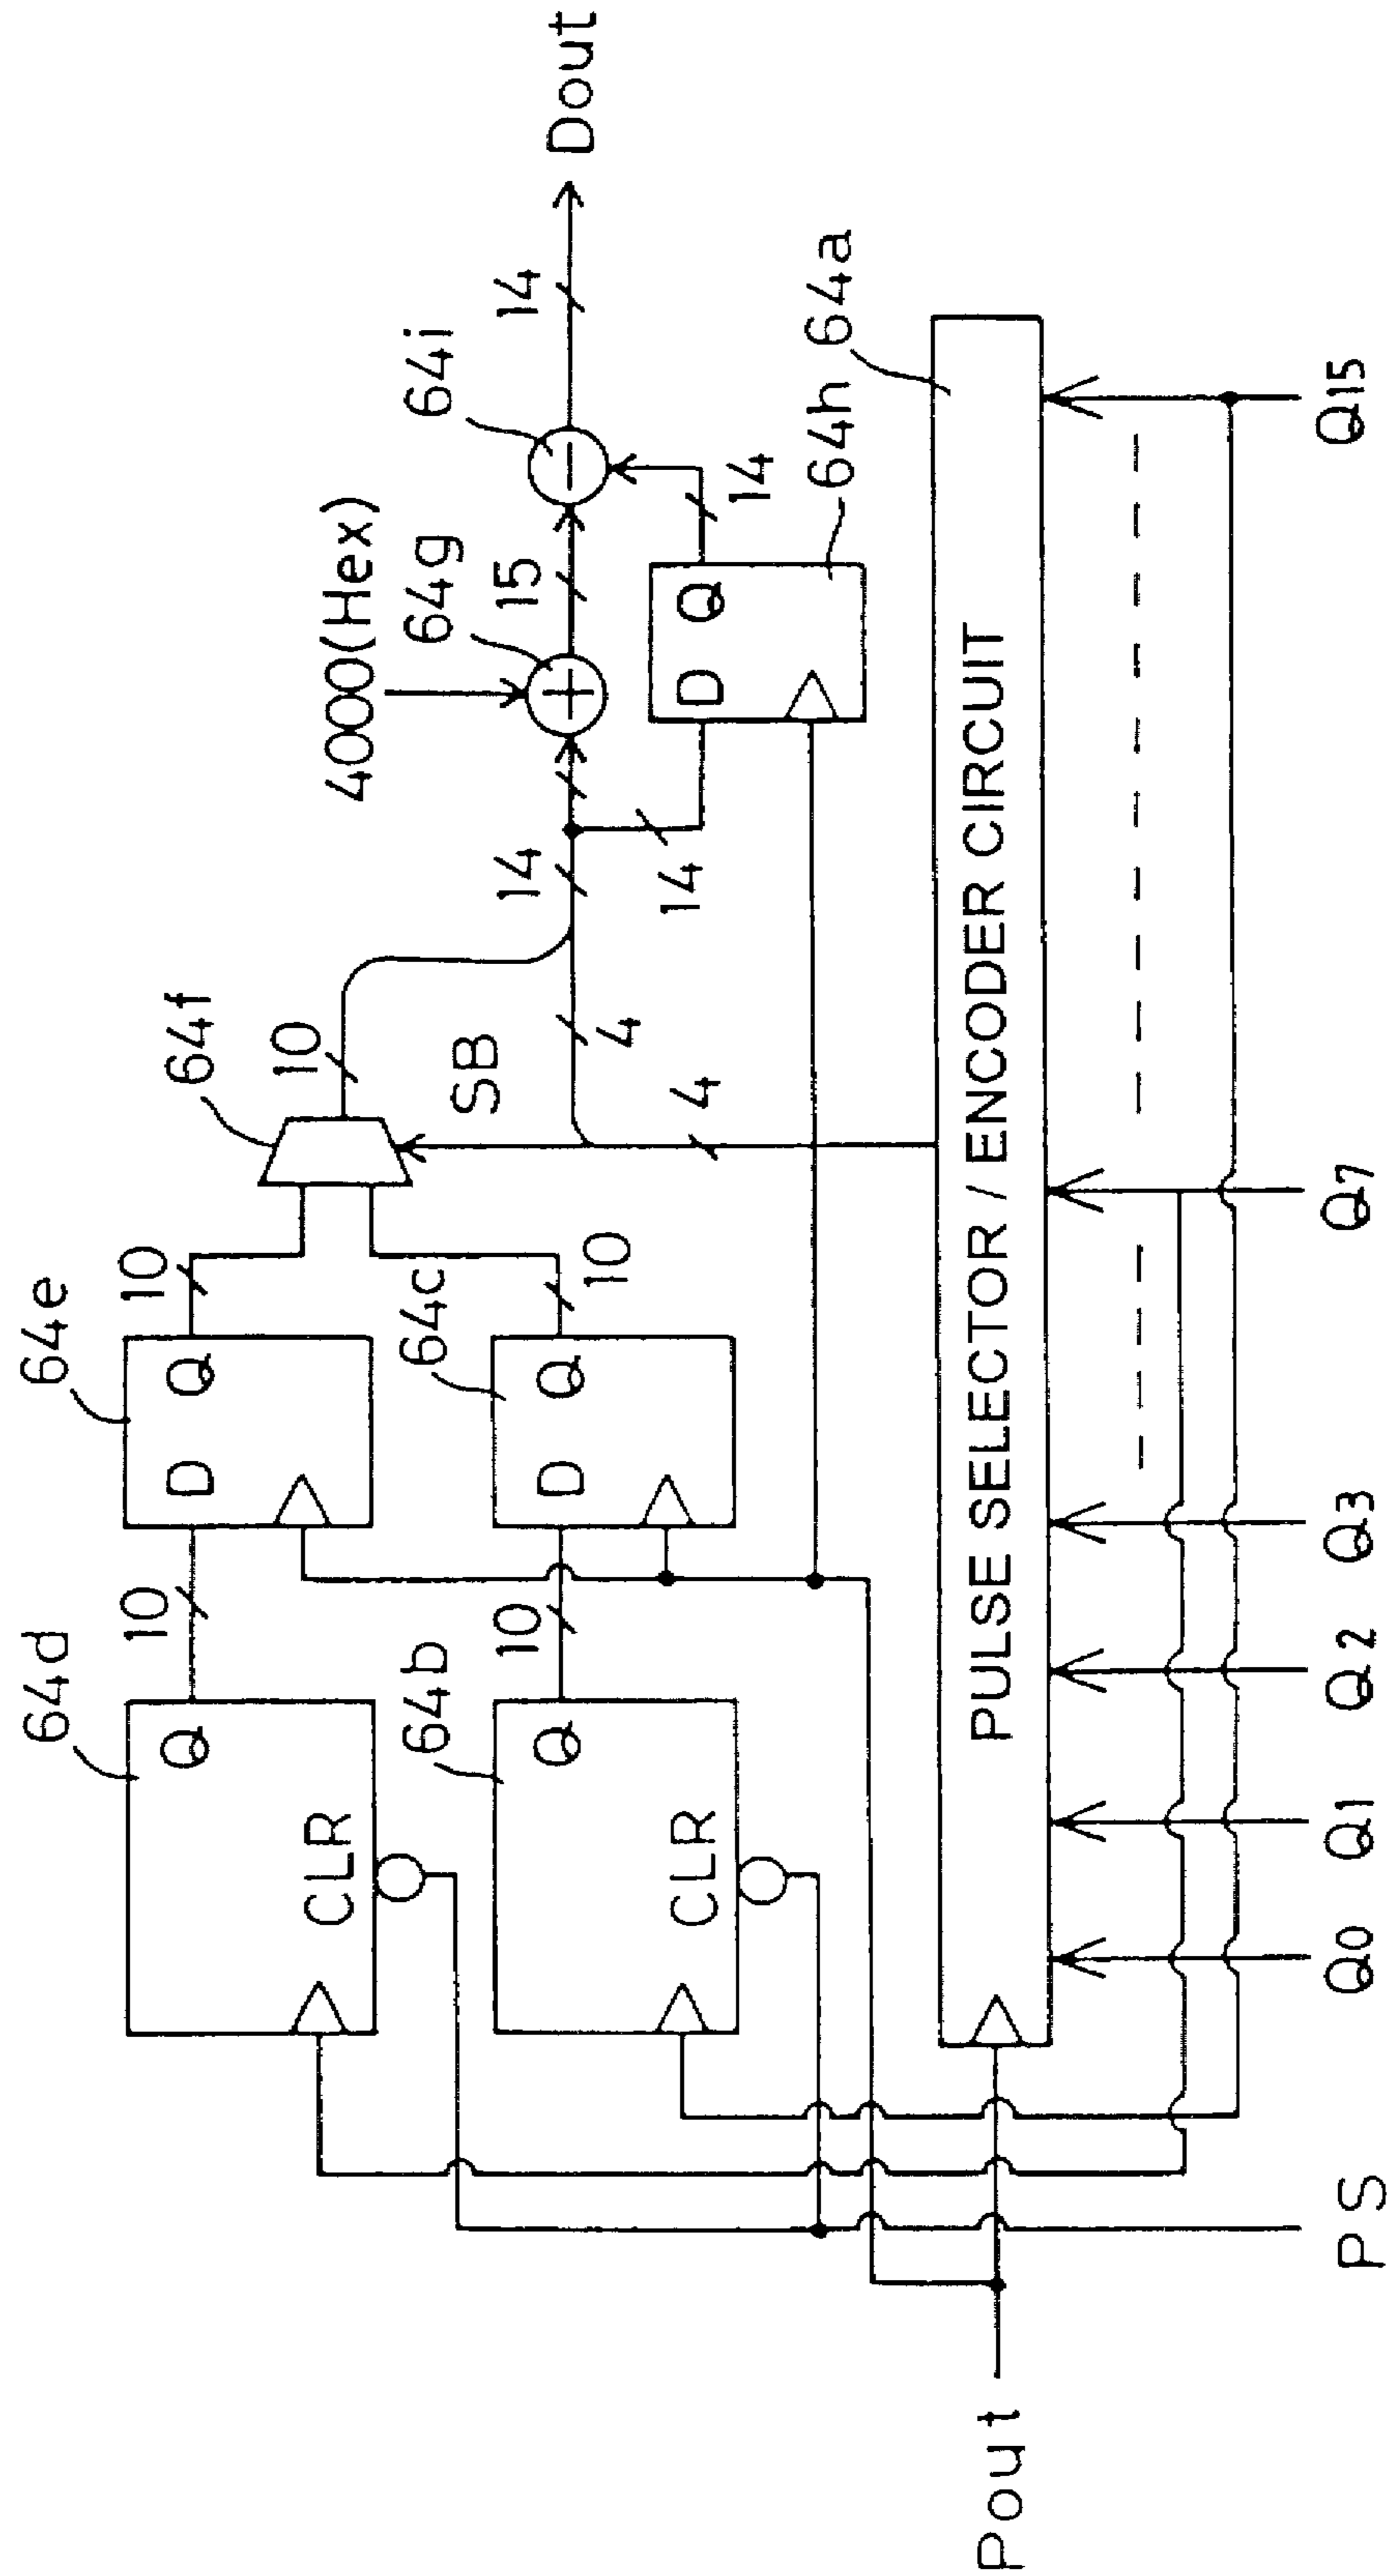 64d
64e
64f
4000(Hex)
64g
64i
Q
10
D Q
10
10
14
15
14
Dout
CLR
SB
4
14
64b
64c
Q
10
D Q
10
4
D Q
14
64h
64a
CLR
Pout
PULSE SELECTOR / ENCODER CIRCUIT
PS
Q0
Q1
Q2
Q3
Q7
Q15